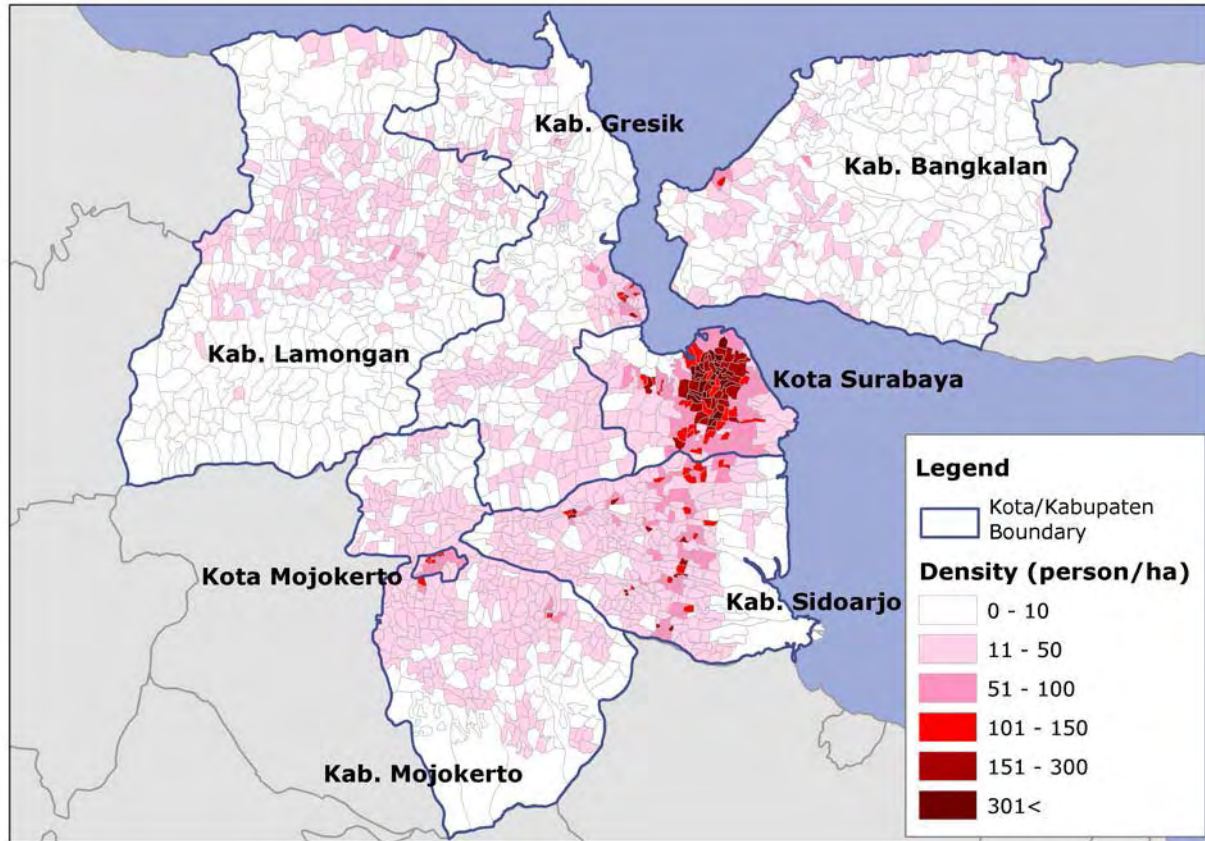 Kab. Gresik
Kab. Bangkalan
Kab. Lamongan
Kota Surabaya
Kota Mojokerto
Kab. Sidoarjo
Kab. Mojokerto
Legend
Kota/Kabupaten
Boundary
Density (person/ha)
0 - 10
11 - 50
51 - 100
101 - 150
151 - 300
301<